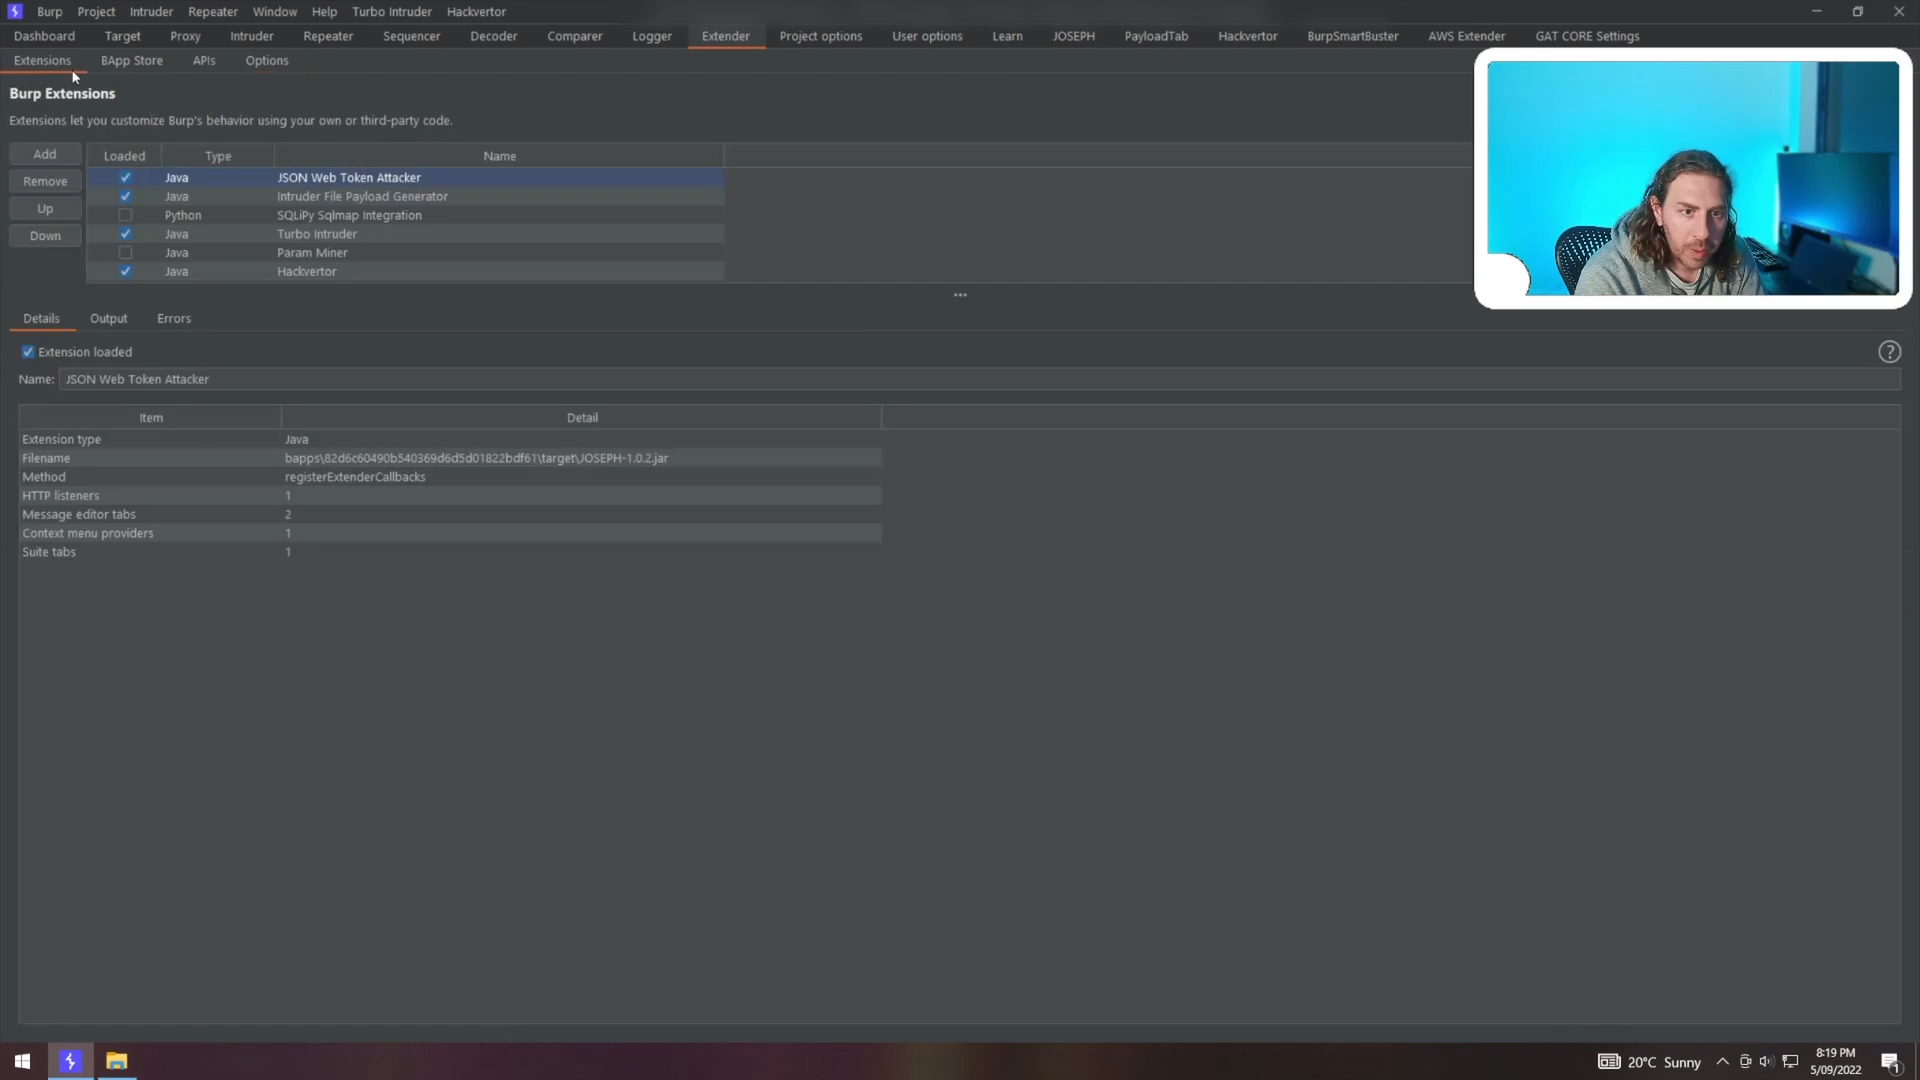 Burp Project Intruder Repeater Window Help Turbo Intruder Hackvertor
Dashboard Target Proxy Intruder Repeater Sequencer Decoder Comparer Logger Extender Project options User options Learn JOSEPH PayloadTab Hackvertor BurpSmartBuster AWS Extender GAT CORE Settings
Extensions BApp Store APIs Options
Burp Extensions
Extensions let you customize Burp's behavior using your own or third-party code.
Add
Remove
Up
Down
Loaded Type Name
Java JSON Web Token Attacker
Java Intruder File Payload Generator
Python SQLiPy Sqlmap Integration
Java Turbo Intruder
Java Param Miner
Java Hackvertor
Details Output Errors
Extension loaded
?
Name: JSON Web Token Attacker
Item Detail
Extension type Java
Filename bapps\82d6c60490b540369d6d5d01822bdf61\target\JOSEPH-1.0.2.jar
Method registerExtenderCallbacks
HTTP listeners 1
Message editor tabs 2
Context menu providers 1
Suite tabs 1
20°C Sunny
8:19 PM
5/09/2022
1